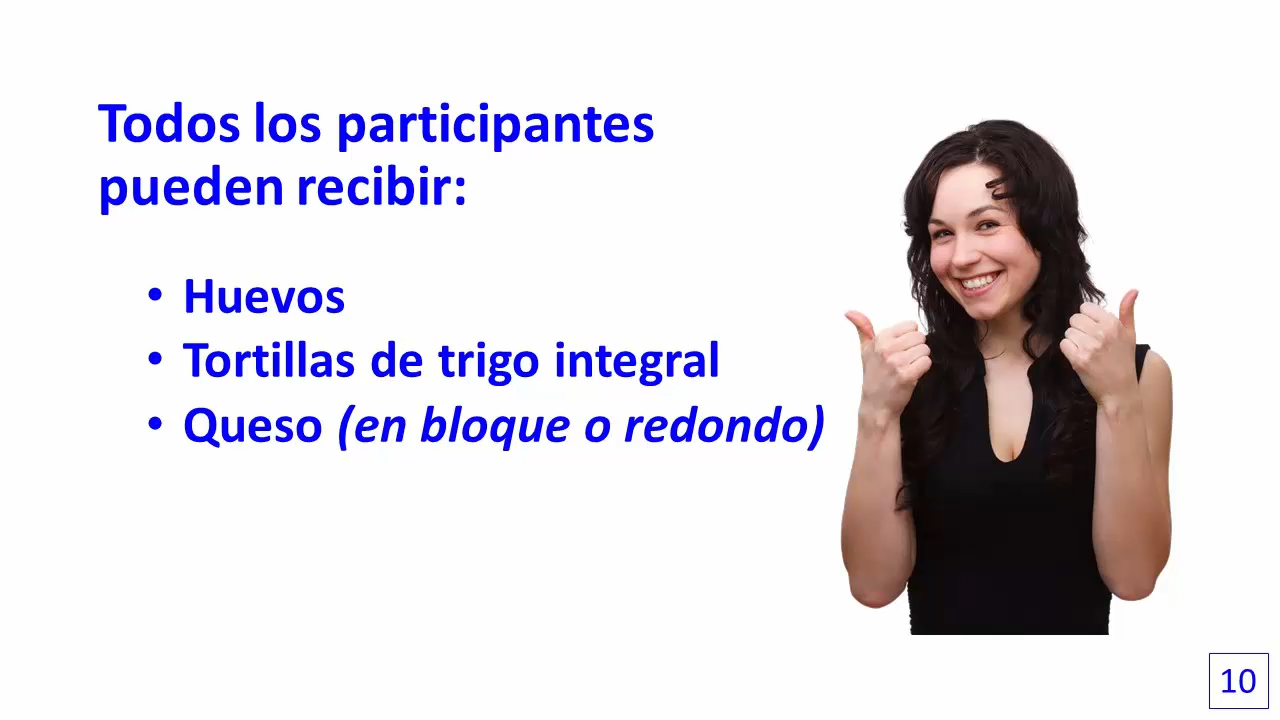 Todos los participantes
pueden recibir:
• Huevos
• Tortillas de trigo integral
• Queso (en bloque o redondo)
10